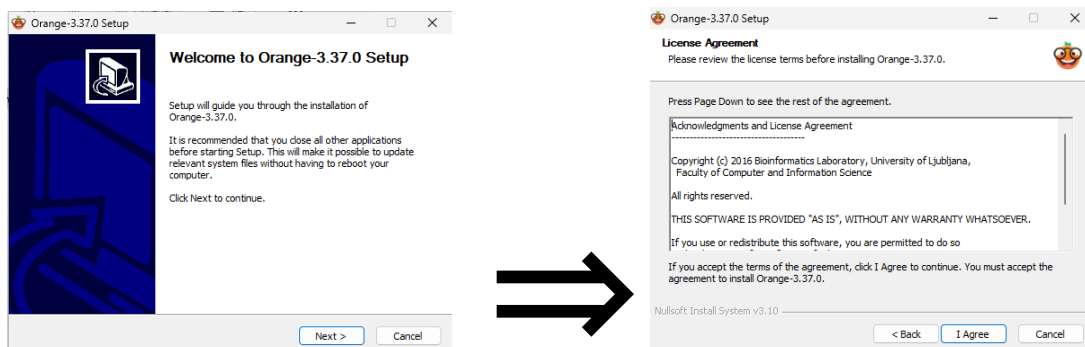 Orange-3.37.0 Setup
Welcome to Orange-3.37.0 Setup
Setup will guide you through the installation of
Orange-3.37.0.
It is recommended that you close all other applications
before starting Setup. This will make it possible to update
relevant system files without having to reboot your
computer.
Click Next to continue.
Next >
Cancel
Orange-3.37.0 Setup
License Agreement
Please review the license terms before installing Orange-3.37.0.
Press Page Down to see the rest of the agreement.
Acknowledgments and License Agreement
------------------------------------
Copyright (c) 2016 Bioinformatics Laboratory, University of Ljubljana,
Faculty of Computer and Information Science
All rights reserved.
THIS SOFTWARE IS PROVIDED "AS IS", WITHOUT ANY WARRANTY WHATSOEVER.
If you use or redistribute this software, you are permitted to do so
If you accept the terms of the agreement, click I Agree to continue. You must accept the
agreement to install Orange-3.37.0.
Nullsoft Install System v3.10
< Back
I Agree
Cancel